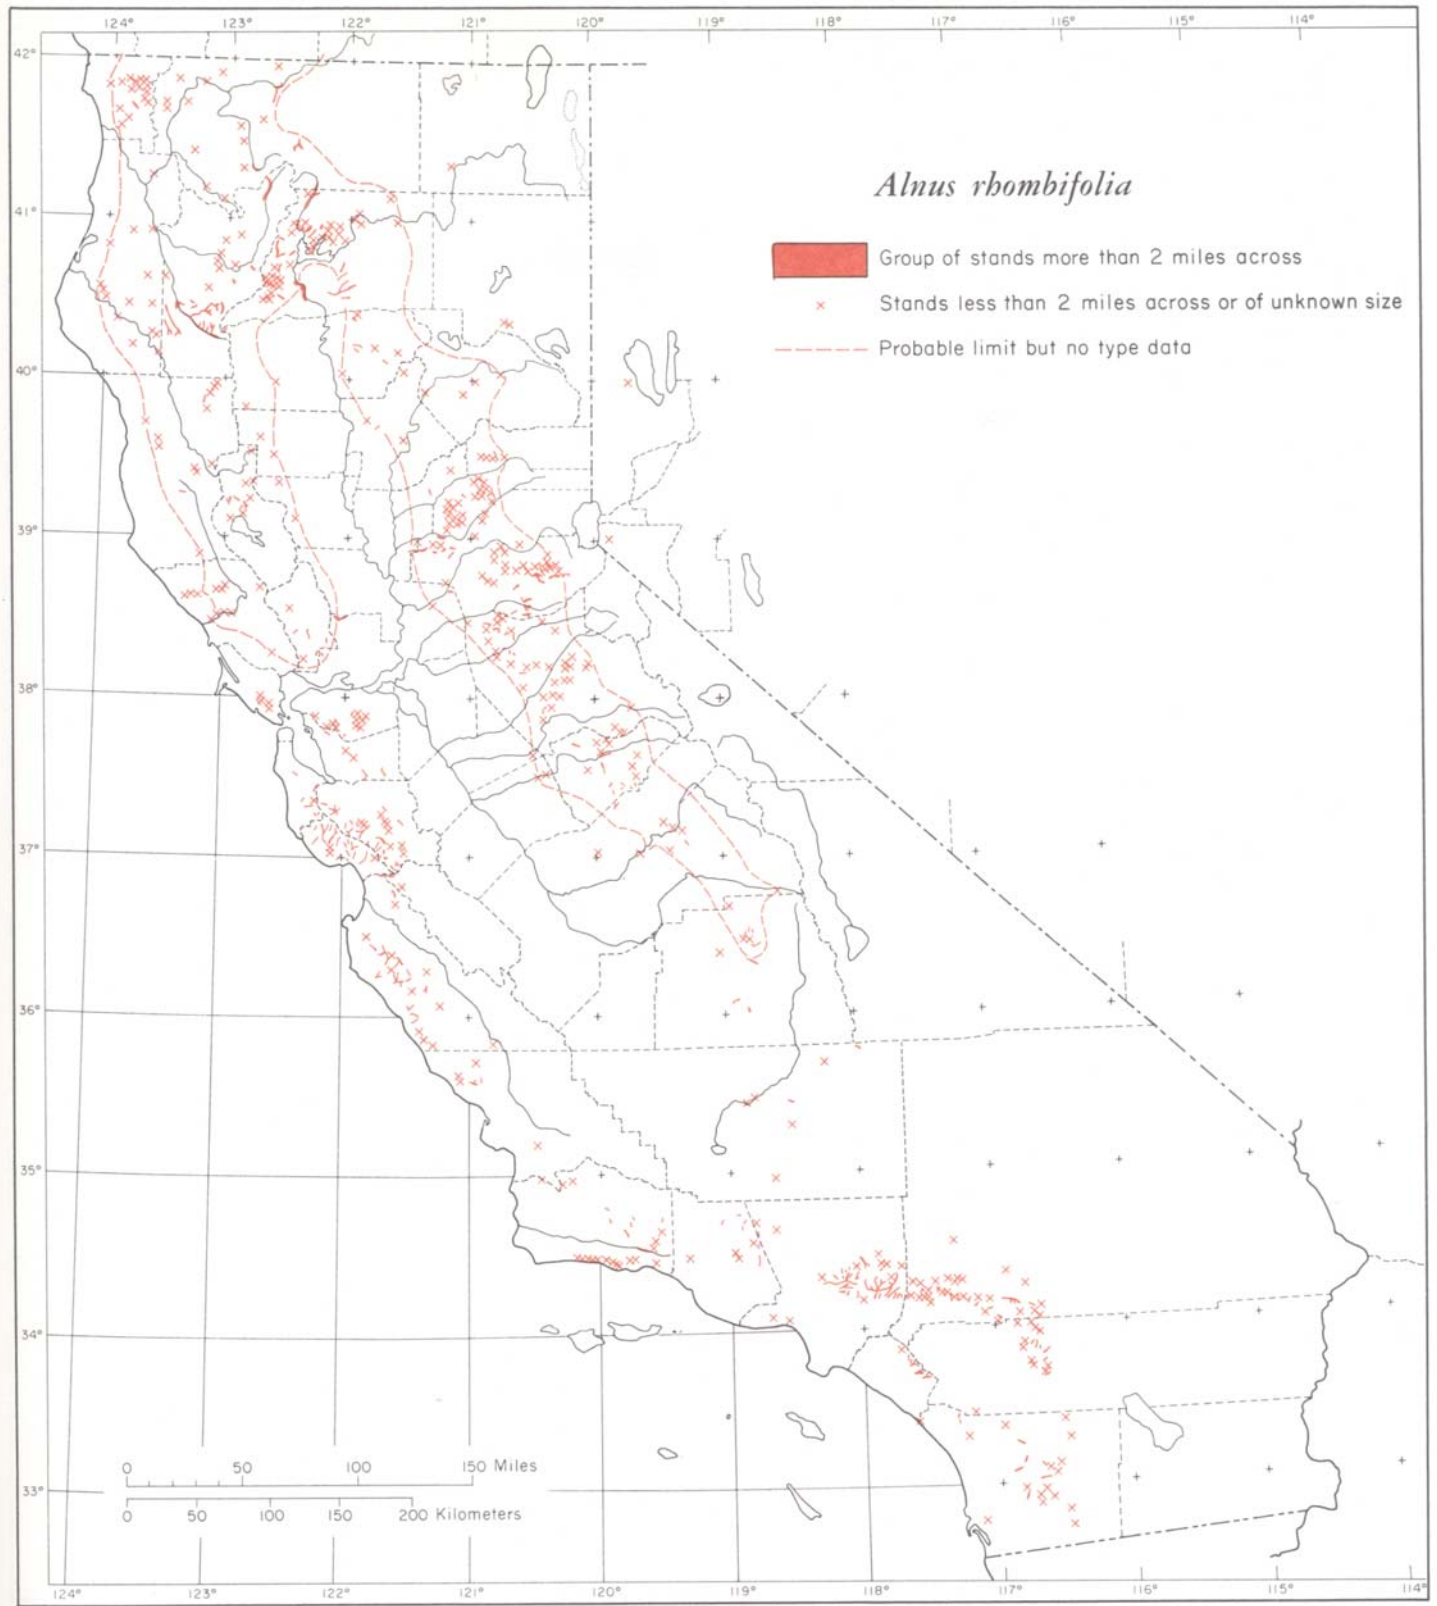 124° 123° 122° 121° 120° 119° 118° 117° 116° 115° 114°
42°
Alnus rhombifolia
41°
Group of stands more than 2 miles across
Stands less than 2 miles across or of unknown size
Probable limit but no type data
40°
39°
38°
37°
36°
35°
34°
0 50 100 150 Miles
33°
0 50 100 150 200 Kilometers
124° 123° 122° 121° 120° 119° 118° 117° 116° 115° 114°